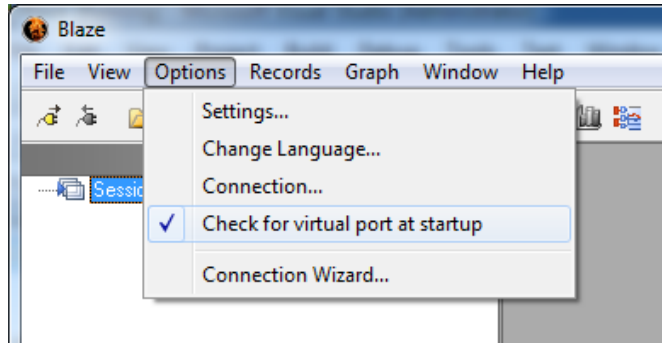 Blaze
File View Options Records Graph Window Help
Settings...
Change Language...
Connection...
Check for virtual port at startup
Connection Wizard...